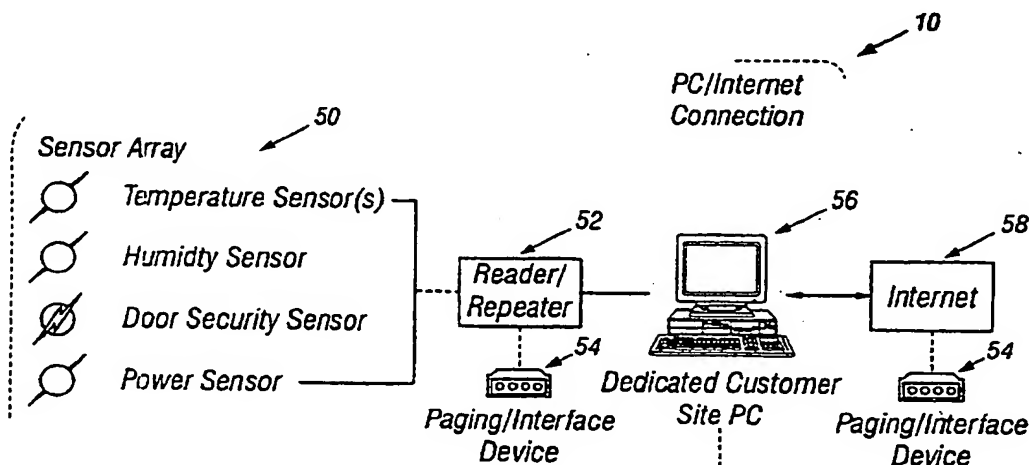 10
PC/Internet
Connection
50
Sensor Array
Temperature Sensor(s)
Humidty Sensor
Door Security Sensor
Power Sensor
52
Reader/
Repeater
54
Paging/Interface
Device
56
Dedicated Customer
Site PC
58
Internet
54
Paging/Interface
Device